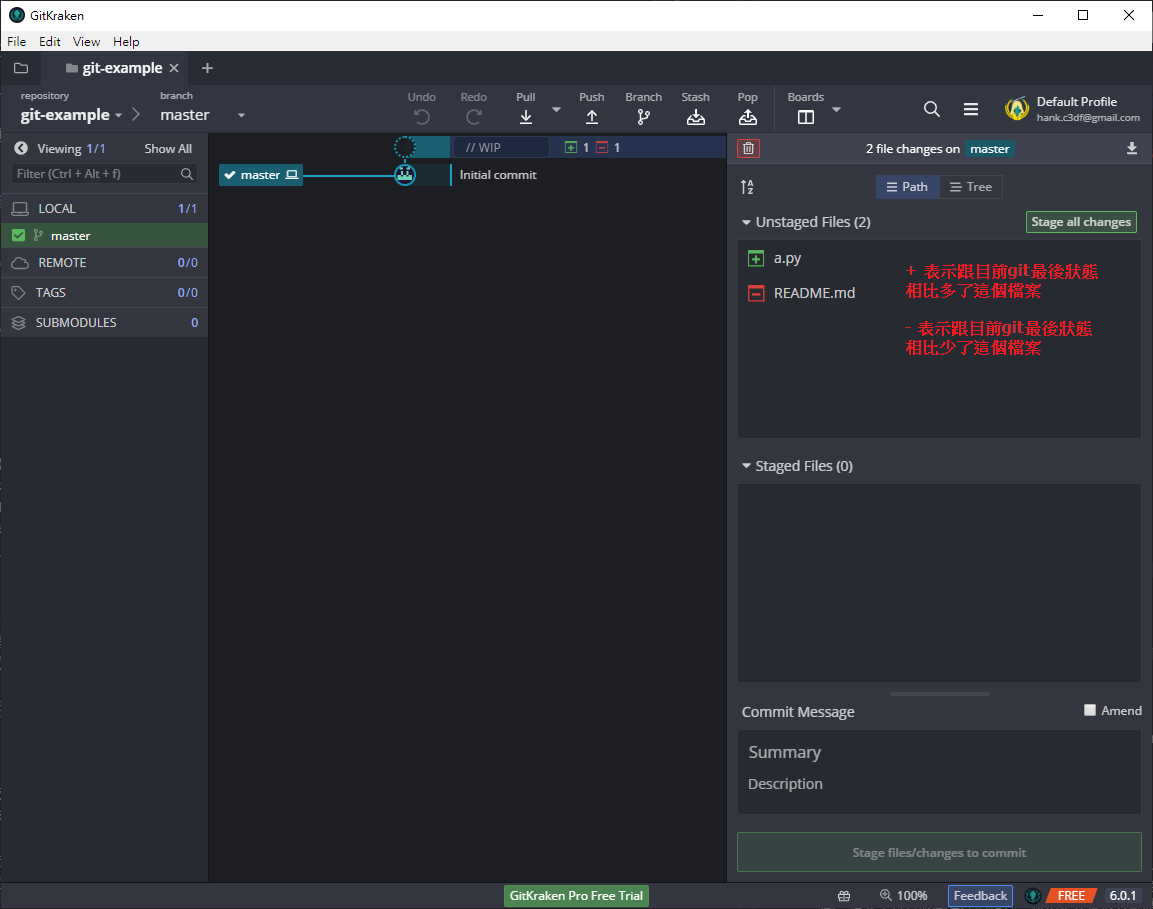 GitKraken
File Edit View Help
git-example
repository
git-example
branch
master
Undo
Redo
Pull
Push
Branch
Stash
Pop
Boards
Default Profile
hank.c3df@gmail.com
Viewing 1/1 Show All
Filter (Ctrl + Alt + f)
LOCAL 1/1
master
REMOTE 0/0
TAGS 0/0
SUBMODULES 0
// WIP 1 1
master Initial commit
2 file changes on master
Path Tree
Unstaged Files (2) Stage all changes
a.py
README.md
+ 表示跟目前git最後狀態
相比多了這個檔案
- 表示跟目前git最後狀態
相比少了這個檔案
Staged Files (0)
Commit Message Amend
Summary
Description
Stage files/changes to commit
GitKraken Pro Free Trial 100% Feedback FREE 6.0.1